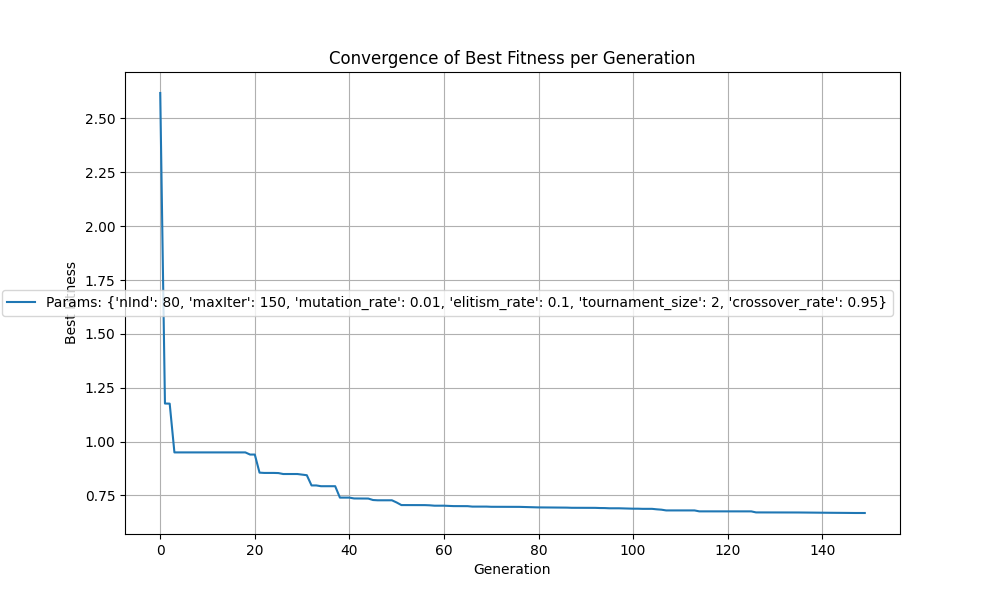 Convergence of Best Fitness per Generation
2.50
2.25
2.00
1.75
1.50
1.25
1.00
0.75
Best Fitness
Params: {'nInd': 80, 'maxIter': 150, 'mutation_rate': 0.01, 'elitism_rate': 0.1, 'tournament_size': 2, 'crossover_rate': 0.95}
0 20 40 60 80 100 120 140
Generation